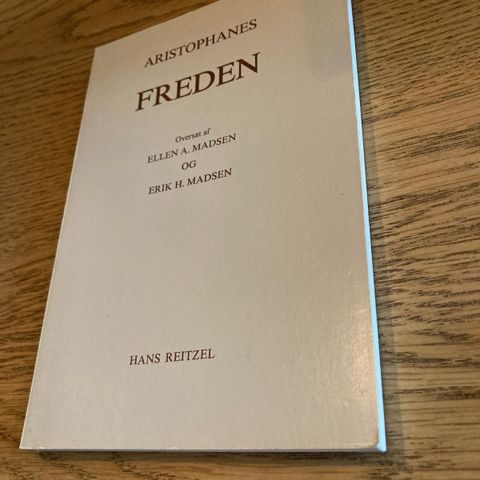 ARISTOPHANES
FREDEN
Oversat af
ELLEN A. MADSEN
OG
ERIK H. MADSEN
HANS REITZEL